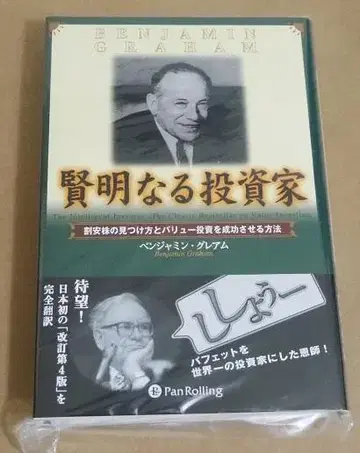 BENJAMIN
GRAHAM
賢明なる投資家
割安株の見つけ方とバリュー投資を成功させる方法
ベンジャミン・グレアム
Benjamin Graham
待望!
日本初の「改訂第4版」を
完全翻訳
ししょうー
バフェットを
世界一の投資家にした恩師!
PanRolling